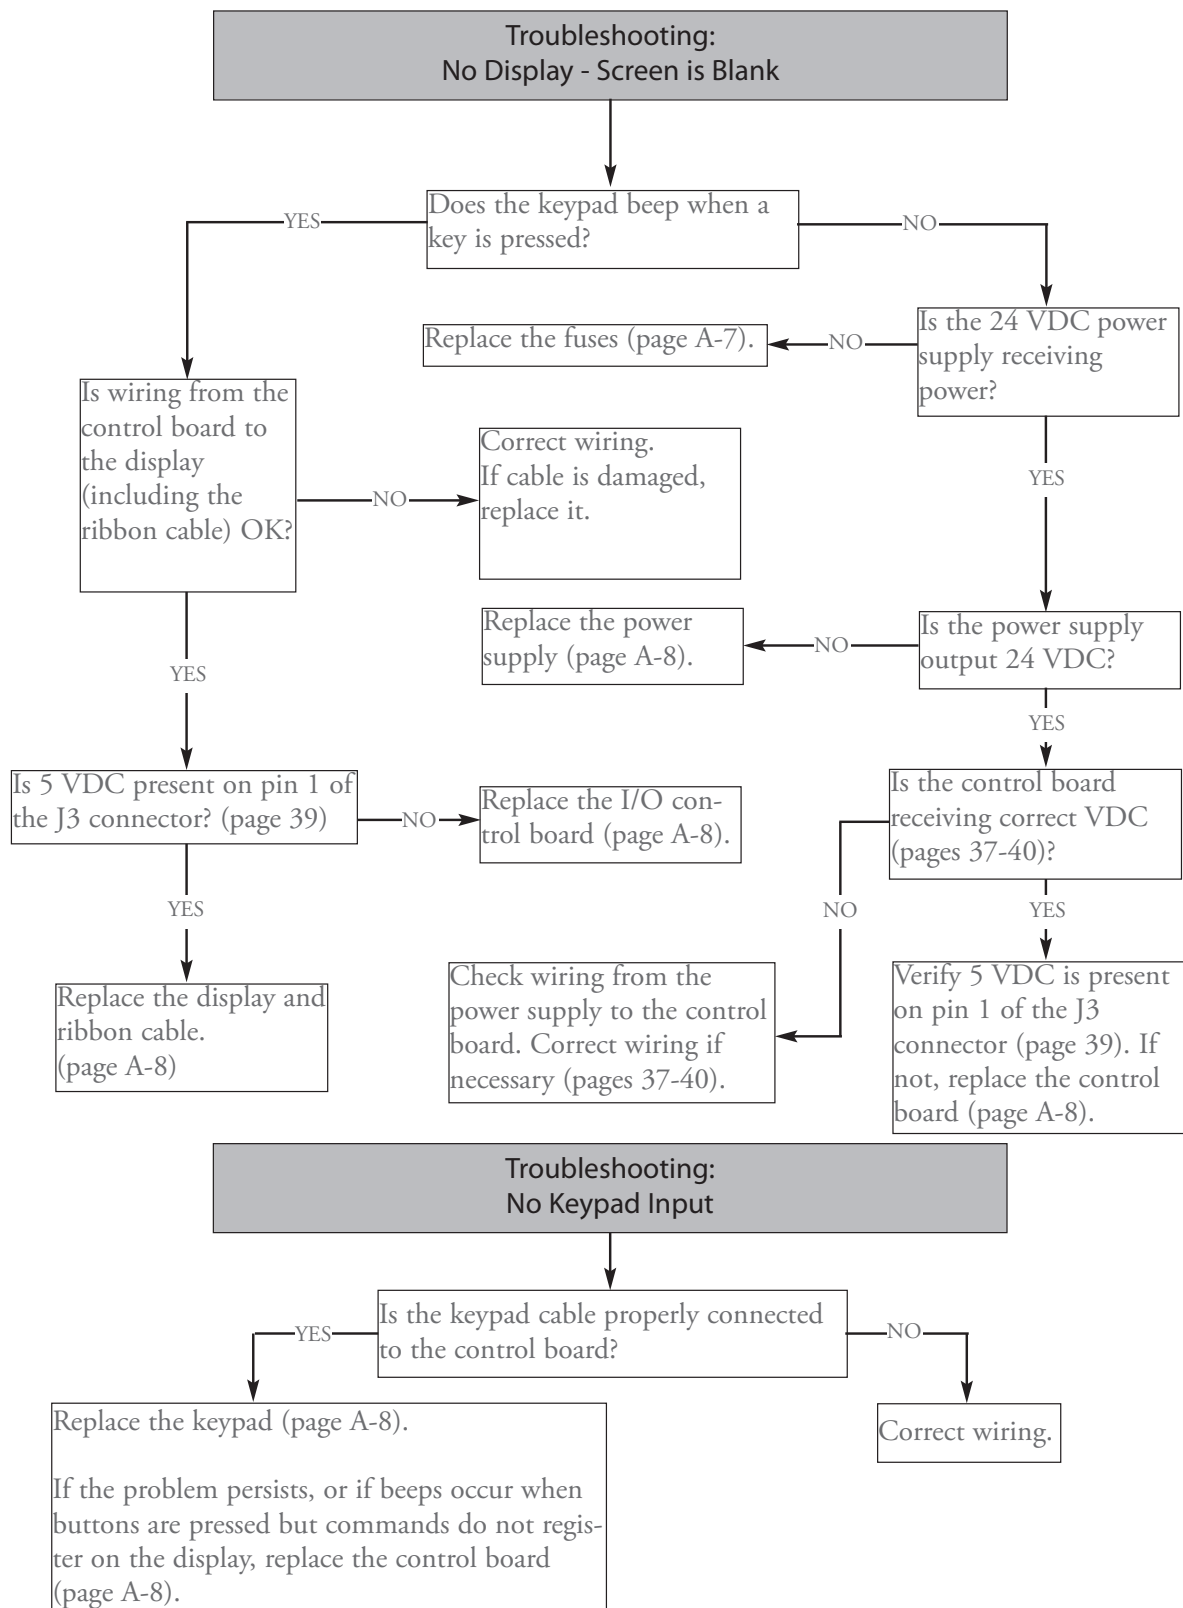 Troubleshooting:
No Display - Screen is Blank
Does the keypad beep when a
key is pressed?
YES
NO
Is the 24 VDC power
supply receiving
power?
NO
Replace the fuses (page A-7).
Is wiring from the
control board to
the display
(including the
ribbon cable) OK?
NO
Correct wiring.
If cable is damaged,
replace it.
YES
Is the power supply
output 24 VDC?
NO
Replace the power
supply (page A-8).
YES
YES
Is 5 VDC present on pin 1 of
the J3 connector? (page 39)
NO
Replace the I/O con-
trol board (page A-8).
Is the control board
receiving correct VDC
(pages 37-40)?
YES
NO
YES
Replace the display and
ribbon cable.
(page A-8)
Check wiring from the
power supply to the control
board. Correct wiring if
necessary (pages 37-40).
Verify 5 VDC is present
on pin 1 of the J3
connector (page 39). If
not, replace the control
board (page A-8).
Troubleshooting:
No Keypad Input
Is the keypad cable properly connected
to the control board?
YES
NO
Replace the keypad (page A-8).
If the problem persists, or if beeps occur when
buttons are pressed but commands do not regis-
ter on the display, replace the control board
(page A-8).
Correct wiring.